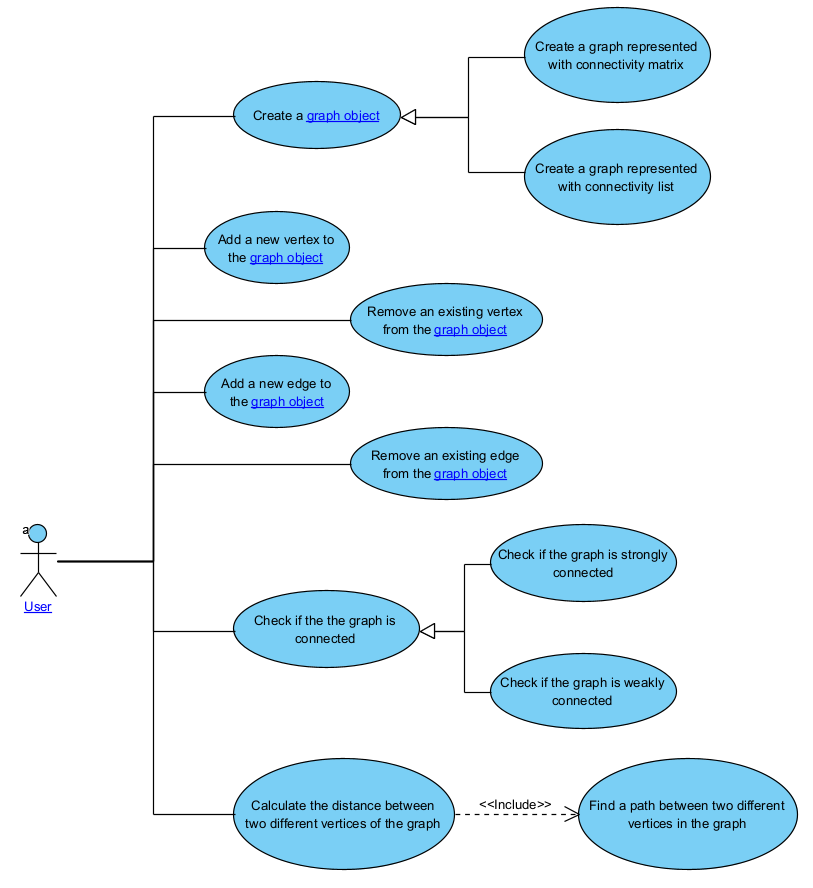 Create a graph represented
with connectivity matrix
Create a graph object
Create a graph represented
with connectivity list
Add a new vertex to
the graph object
Remove an existing vertex
from the graph object
Add a new edge to
the graph object
Remove an existing edge
from the graph object
a
User
Check if the graph is strongly
connected
Check if the the graph is
connected
Check if the graph is weakly
connected
Calculate the distance between
two different vertices of the graph
<<Include>>
Find a path between two different
vertices in the graph